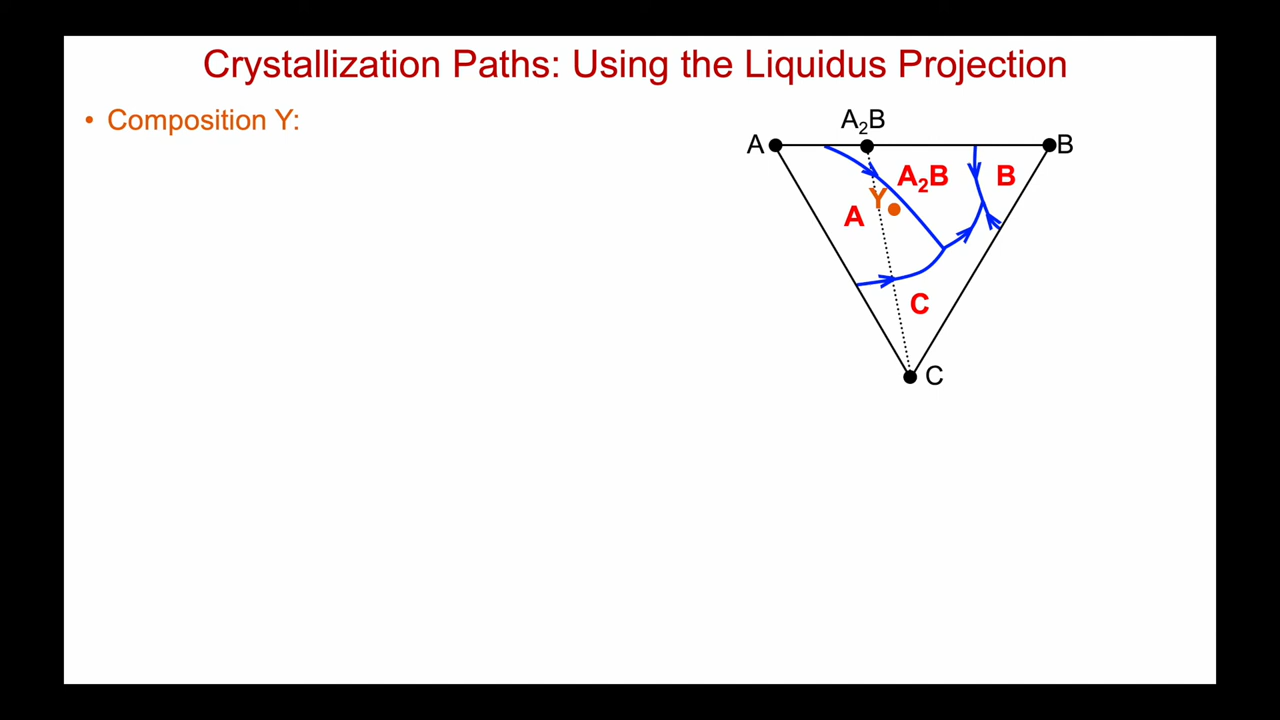 Crystallization Paths: Using the Liquidus Projection
• Composition Y:
A₂B
A
B
A₂B
B
Y
A
C
C